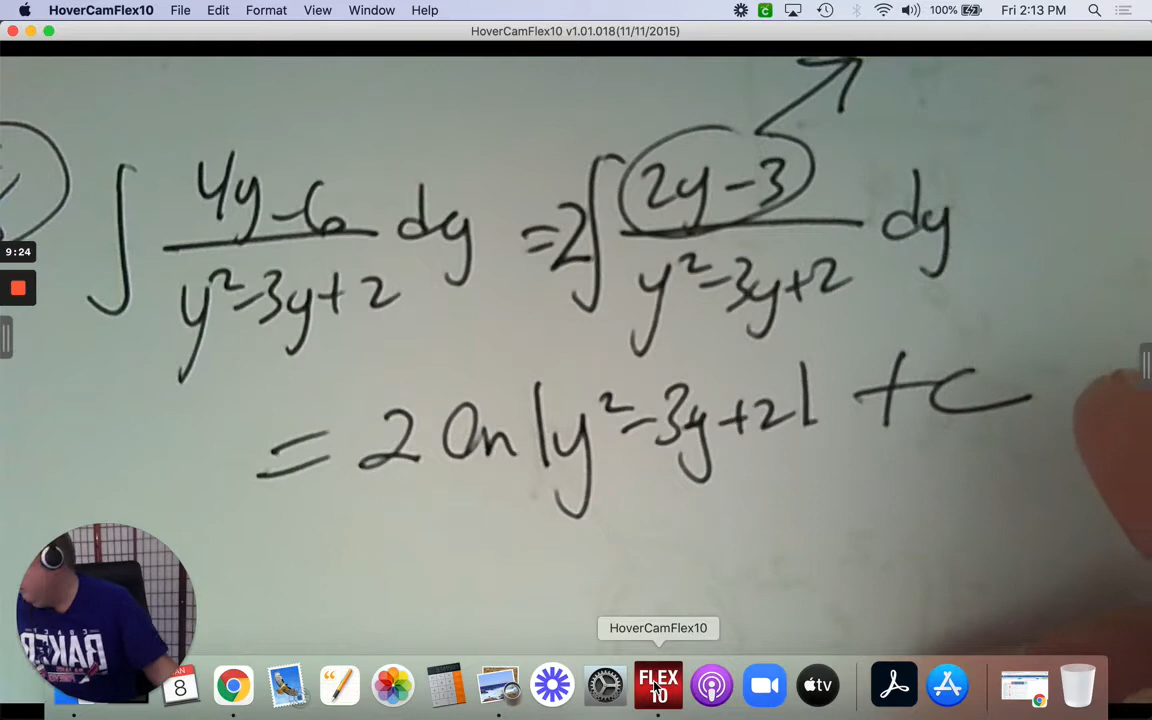 HoverCamFlex10 File Edit Format View Window Help 100% Fri 2:13 PM
HoverCamFlex10 v1.01.018(11/11/2015)
∫ 4y-6 / y²-3y+2 dy = 2∫ 2y-3 / y²-3y+2 dy
9:24
= 2 ln |y²-3y+2| + C
BAKER
HoverCamFlex10
JAN 8 FLEX 10 tv